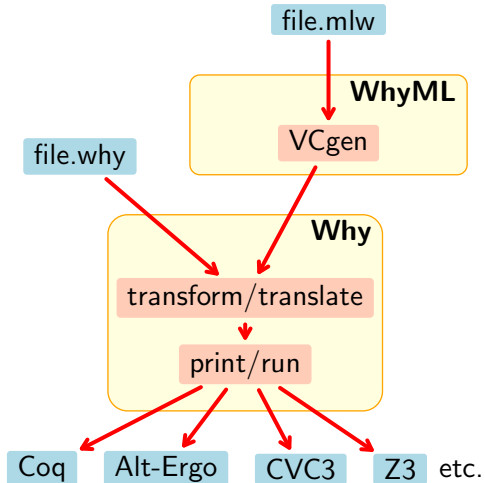 file.mlw
WhyML
VCgen
file.why
Why
transform/translate
print/run
Coq Alt-Ergo CVC3 Z3 etc.